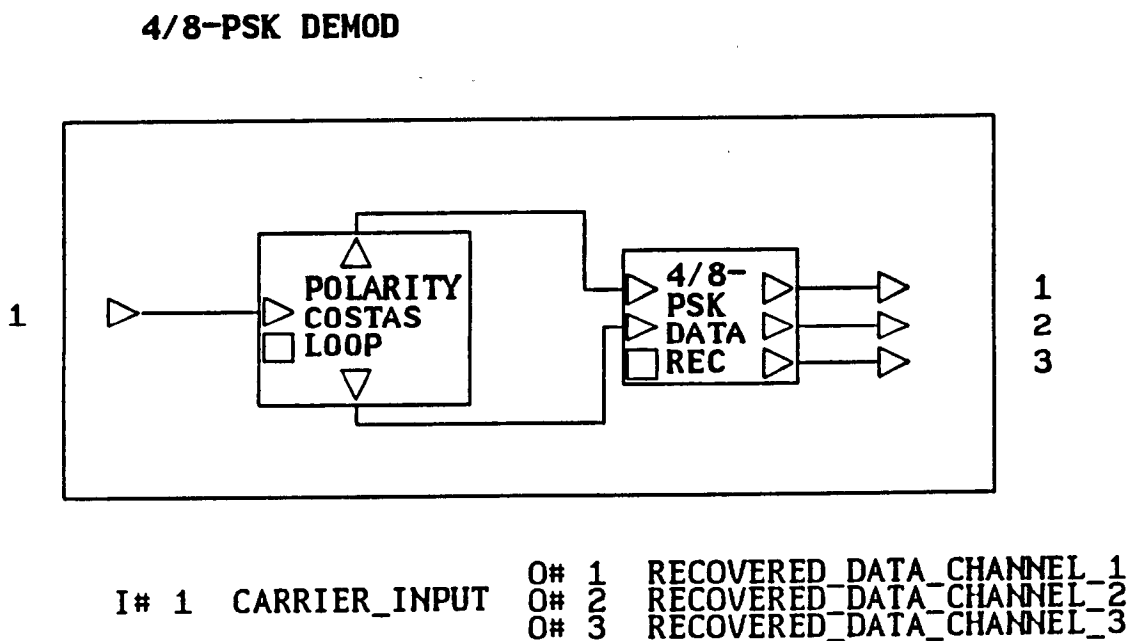 4/8-PSK DEMOD
1
POLARITY
COSTAS
LOOP
4/8-
PSK
DATA
REC
1
2
3
I# 1 CARRIER_INPUT
O# 1 RECOVERED_DATA_CHANNEL_1
O# 2 RECOVERED_DATA_CHANNEL_2
O# 3 RECOVERED_DATA_CHANNEL_3